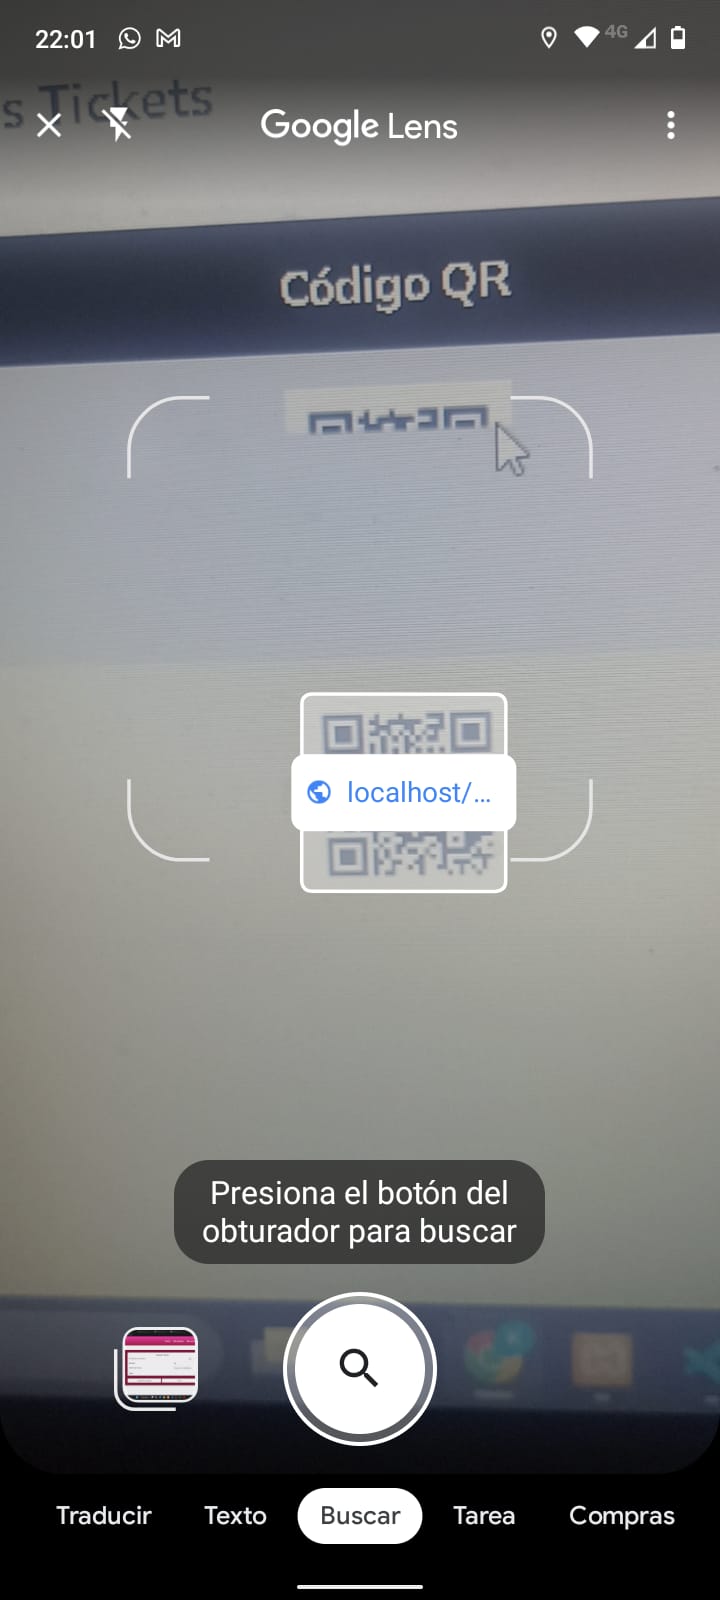 22:01
4G
s Tickets
Google Lens
Código QR
localhost/...
Presiona el botón del
obturador para buscar
Traducir
Texto
Buscar
Tarea
Compras